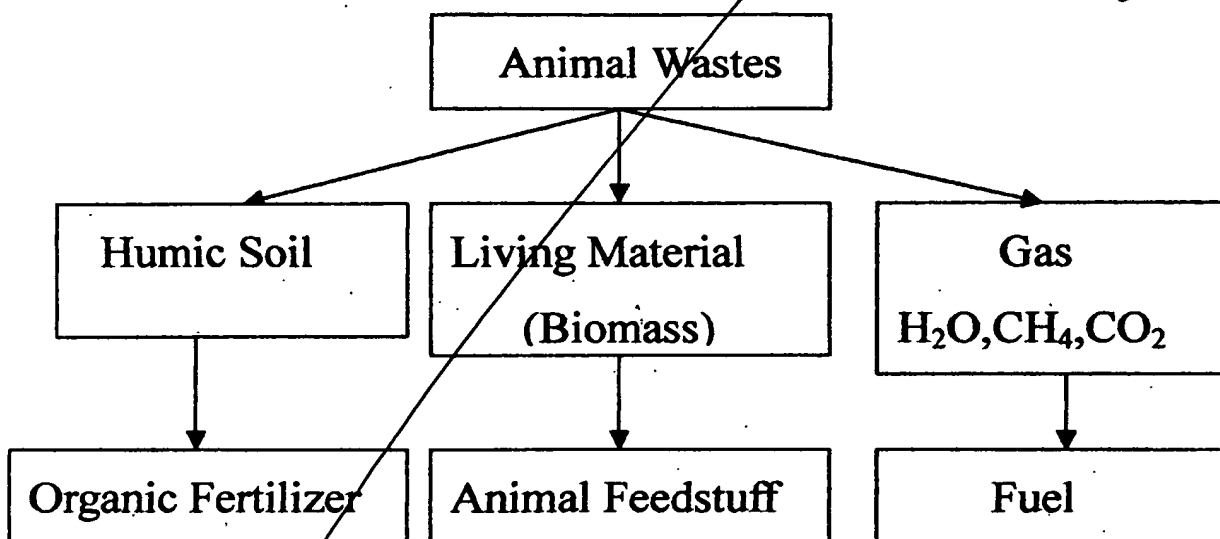 Animal Wastes
Humic Soil
Living Material
(Biomass)
Gas
H₂O,CH₄,CO₂
Organic Fertilizer
Animal Feedstuff
Fuel